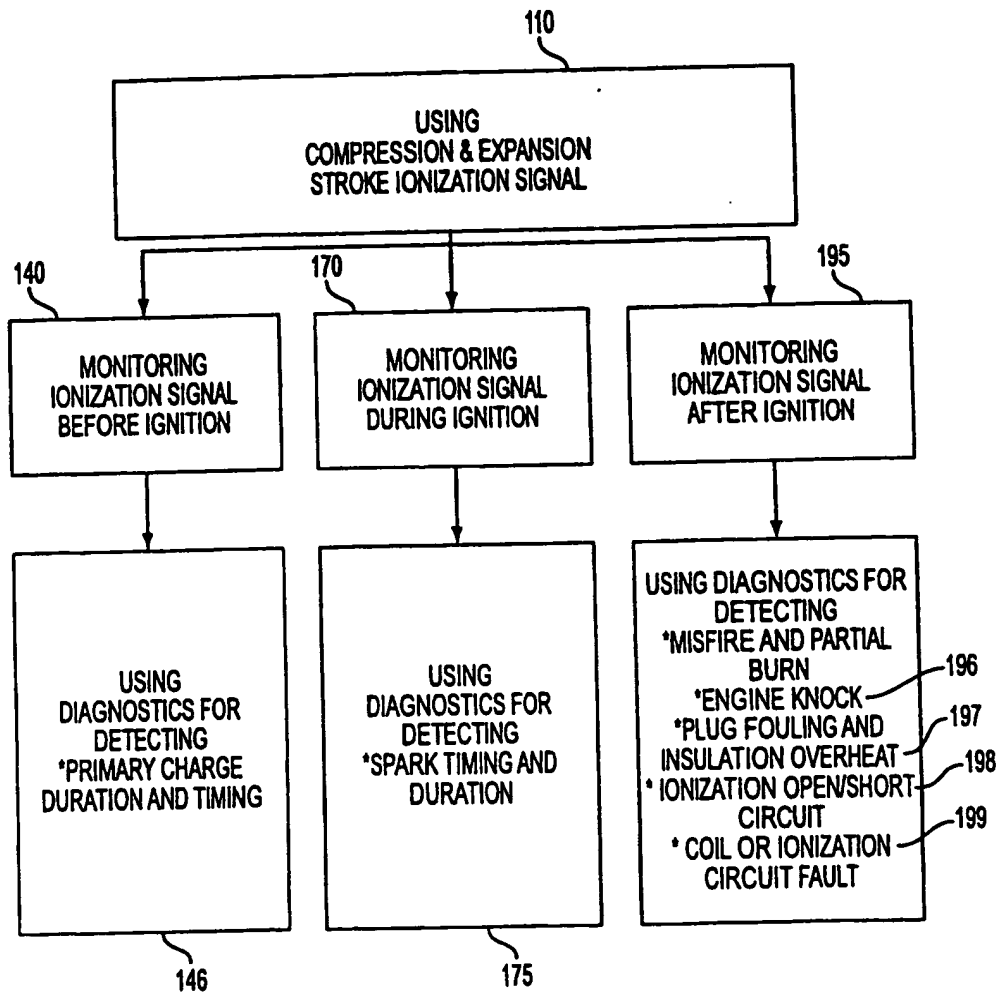 110
USING
COMPRESSION & EXPANSION
STROKE IONIZATION SIGNAL
140
MONITORING
IONIZATION SIGNAL
BEFORE IGNITION
170
MONITORING
IONIZATION SIGNAL
DURING IGNITION
195
MONITORING
IONIZATION SIGNAL
AFTER IGNITION
USING
DIAGNOSTICS FOR
DETECTING
*PRIMARY CHARGE
DURATION AND TIMING
146
USING
DIAGNOSTICS FOR
DETECTING
*SPARK TIMING AND
DURATION
175
USING DIAGNOSTICS FOR
DETECTING
*MISFIRE AND PARTIAL
BURN
*ENGINE KNOCK
196
*PLUG FOULING AND
INSULATION OVERHEAT
197
* IONIZATION OPEN/SHORT
198
CIRCUIT
* COIL OR IONIZATION
199
CIRCUIT FAULT